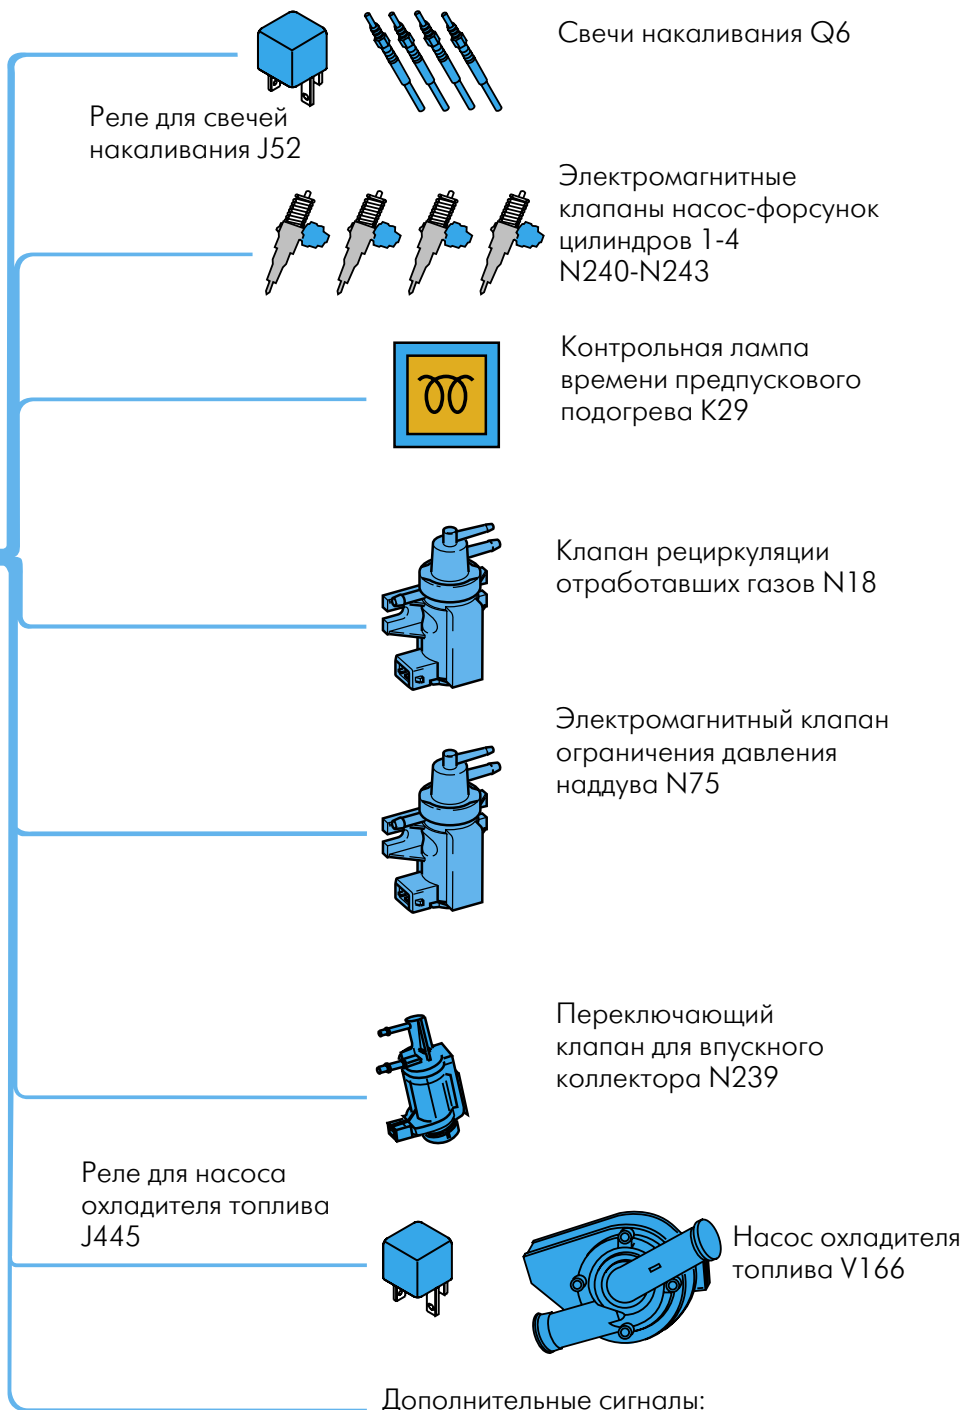 Свечи накаливания Q6
Реле для свечей
накаливания J52
Электромагнитные
клапаны насос-форсунок
цилиндров 1-4
N240-N243
Контрольная лампа
времени предпускового
подогрева K29
Клапан рециркуляции
отработавших газов N18
Электромагнитный клапан
ограничения давления
наддува N75
Переключающий
клапан для впускного
коллектора N239
Реле для насоса
охладителя топлива
J445
Насос охладителя
топлива V166
Дополнительные сигналы: